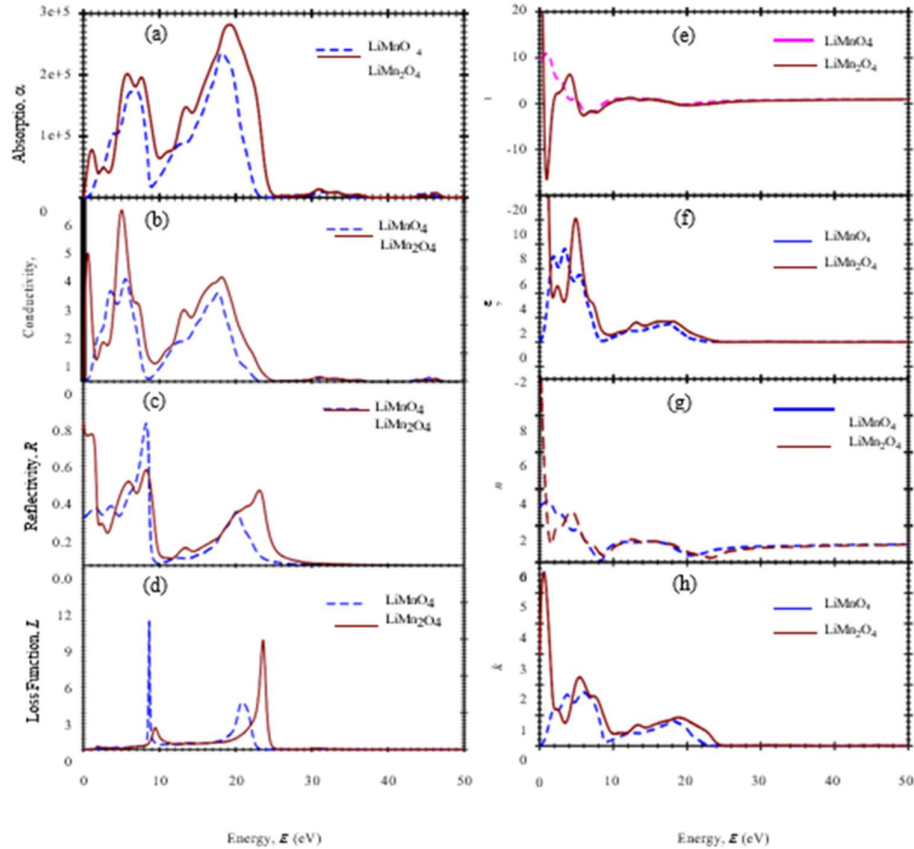 (a)
LiMnO 4
LiMn2O4
3e+5
2e+5
1e+5
Absorptio, α
0
(b)
LiMnO4
LiMn2O4
6
5
4
3
2
1
Conductivity,
0
(c)
LiMnO4
LiMn2O4
0.8
0.6
0.4
0.2
Reflectivity, R
0.0
(d)
LiMnO4
LiMn2O4
12
9
6
3
1
Loss Function, L
0
0 10 20 30 40 50
Energy, E (eV)
20
(e)
LiMnO4
LiMn2O4
10
0
-10
1
-20
(f)
LiMnO4
LiMn2O4
10
8
6
4
2
0
ε
2
-2
(g)
LiMnO4
LiMn2O4
8
6
4
2
n
0
6
(h)
LiMnO4
LiMn2O4
5
4
3
2
1
0
k
0 10 20 30 40 50
Energy, E (eV)